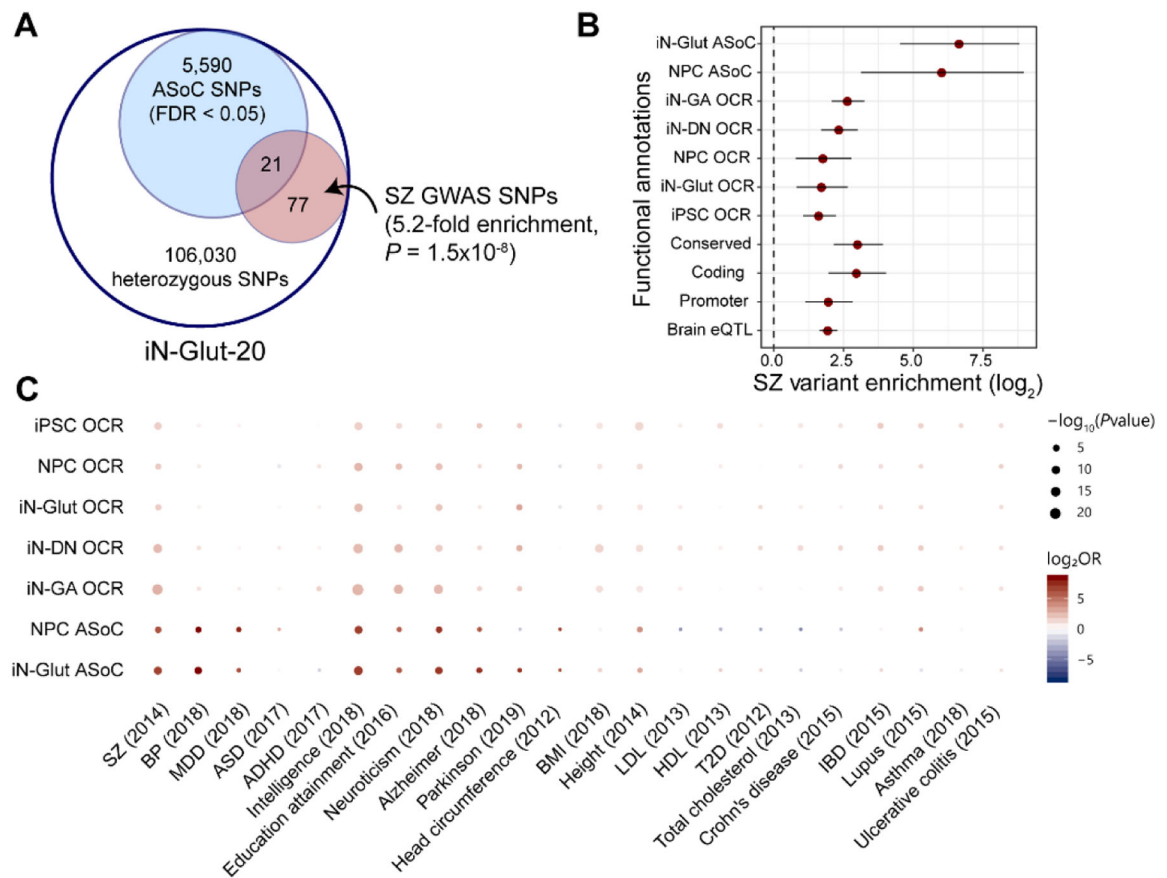 A
5,590
ASoC SNPs
(FDR < 0.05)
21
77
SZ GWAS SNPs
(5.2-fold enrichment,
P = 1.5x10⁻⁸)
106,030
heterozygous SNPs
iN-Glut-20
B
Functional annotations
iN-Glut ASoC
NPC ASoC
iN-GA OCR
iN-DN OCR
NPC OCR
iN-Glut OCR
iPSC OCR
Conserved
Coding
Promoter
Brain eQTL
0.0 2.5 5.0 7.5
SZ variant enrichment (log₂)
C
iPSC OCR
NPC OCR
iN-Glut OCR
iN-DN OCR
iN-GA OCR
NPC ASoC
iN-Glut ASoC
SZ (2014)
BP (2018)
MDD (2018)
ASD (2017)
ADHD (2017)
Intelligence (2018)
Education attainment (2016)
Neuroticism (2018)
Alzheimer (2018)
Parkinson (2019)
Head circumference (2012)
BMI (2018)
Height (2014)
LDL (2013)
HDL (2013)
T2D (2012)
Total cholesterol (2013)
Crohn's disease (2015)
IBD (2015)
Lupus (2015)
Asthma (2018)
Ulcerative colitis (2015)
−log₁₀(Pvalue)
5
10
15
20
log₂OR
5
0
−5